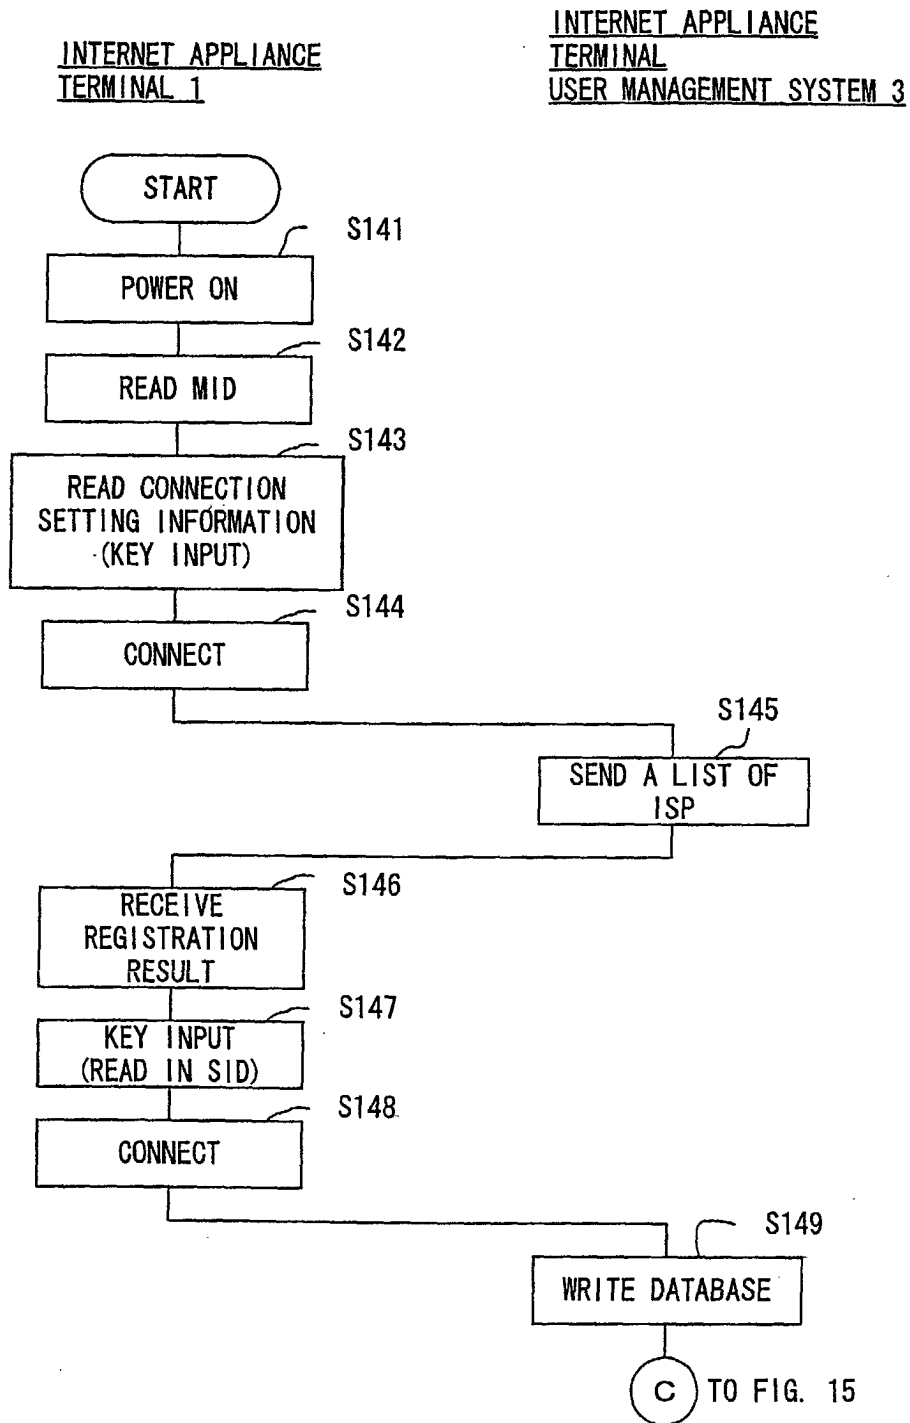 INTERNET APPLIANCE
TERMINAL 1
INTERNET APPLIANCE
TERMINAL
USER MANAGEMENT SYSTEM 3
START
S141
POWER ON
S142
READ MID
S143
READ CONNECTION
SETTING INFORMATION
(KEY INPUT)
S144
CONNECT
S145
SEND A LIST OF
ISP
S146
RECEIVE
REGISTRATION
RESULT
S147
KEY INPUT
(READ IN SID)
S148
CONNECT
S149
WRITE DATABASE
C TO FIG. 15